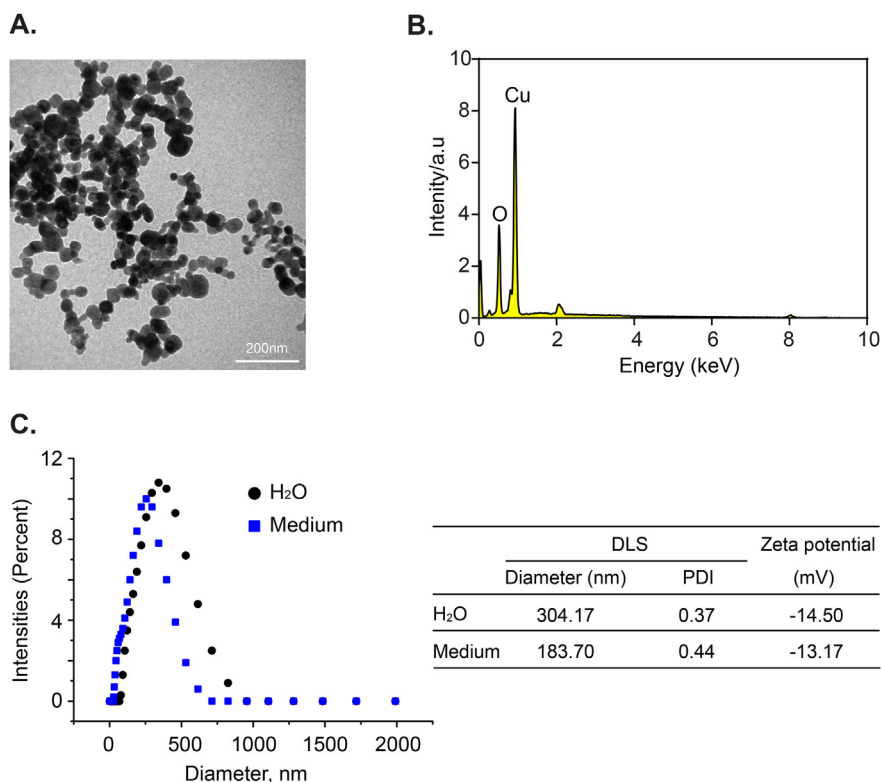 A.
200nm
B.
10
8
6
4
2
0
Intenity/a.u
O
Cu
0 2 4 6 8 10
Energy (keV)
C.
12
8
4
0
Intensities (Percent)
H₂O
Medium
0 500 1000 1500 2000
Diameter, nm
DLS Zeta potential
Diameter (nm) PDI (mV)
H₂O 304.17 0.37 -14.50
Medium 183.70 0.44 -13.17